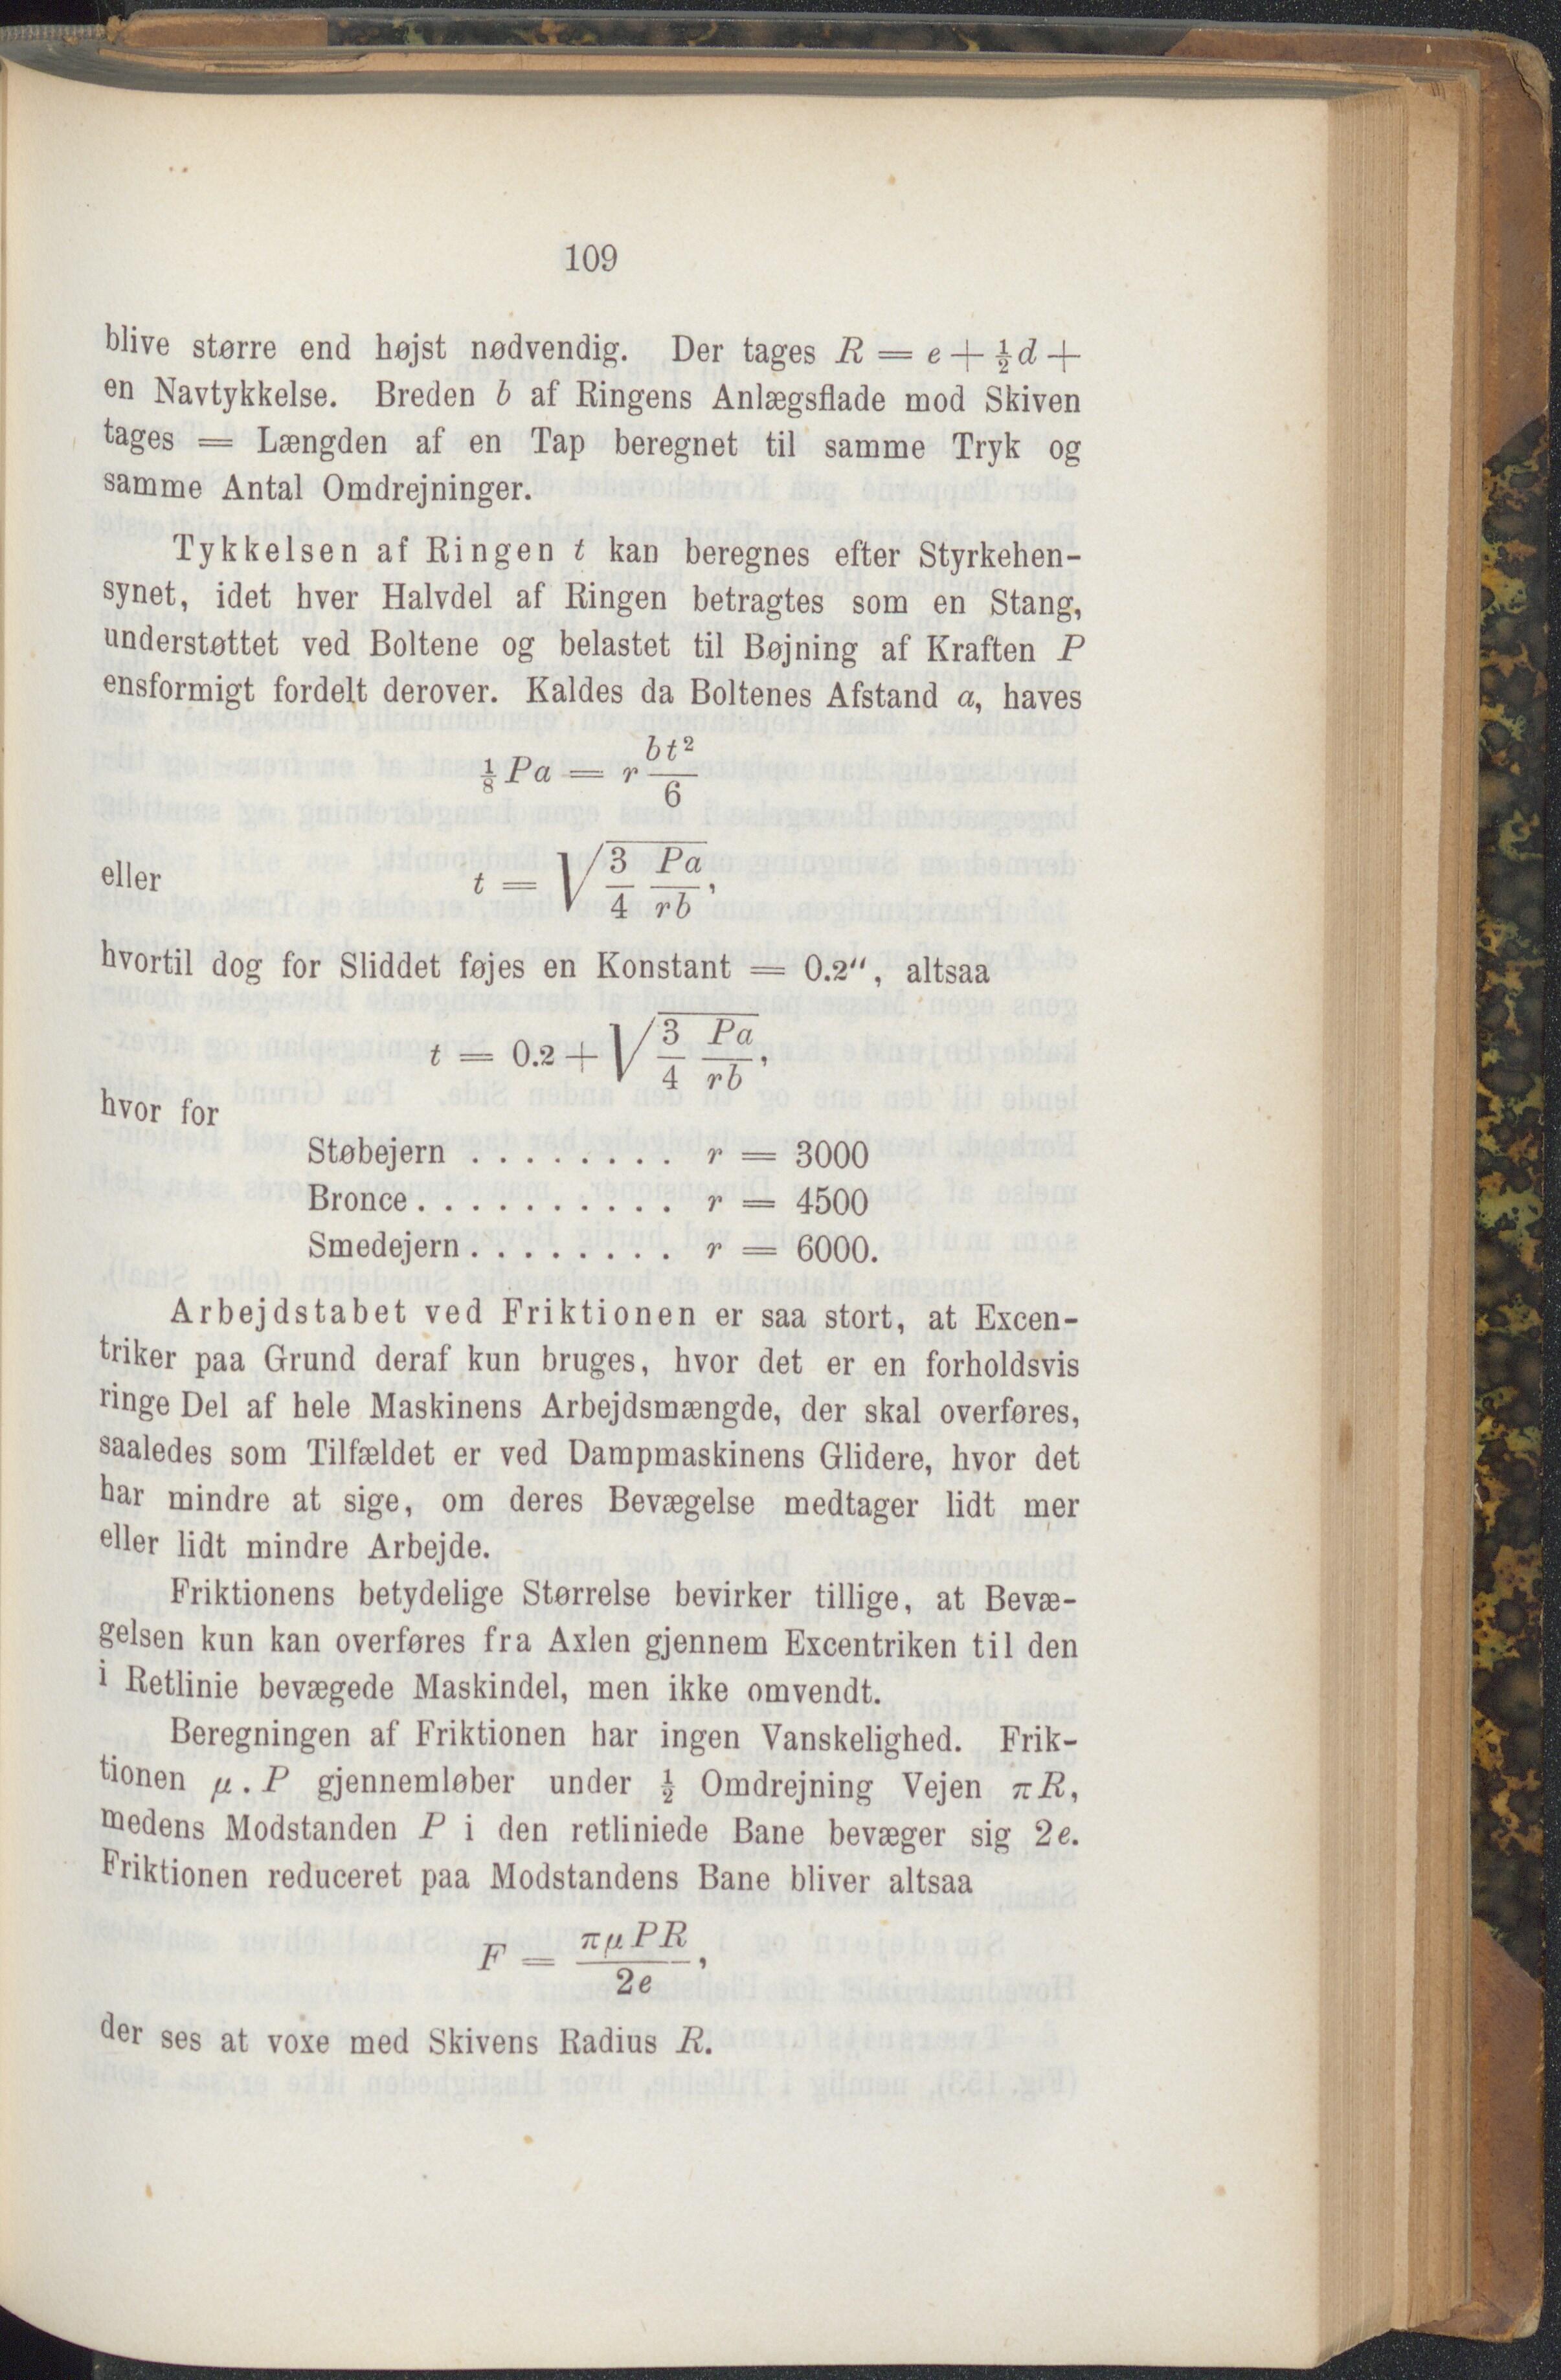 109
blive større end højst nødvendig. Der tages R = e + ½ d +
en Navtykkelse. Breden b af Ringens Anlægsflade mod Skiven
tages = Længden af en Tap beregnet til samme Tryk og
samme Antal Omdrejninger.
Tykkelsen af Ringen t kan beregnes efter Styrkehen-
synet, idet hver Halvdel af Ringen betragtes som en Stang,
understøttet ved Boltene og belastet til Bøjning af Kraften P
ensformigt fordelt derover. Kaldes da Boltenes Afstand a, haves
⅛ Pa = r bt²/6
eller t = √(3/4 Pa/rb),
hvortil dog for Sliddet føjes en Konstant = 0.2", altsaa
t = 0.2 + √(3/4 Pa/rb),
hvor for
Støbejern . . . . . . . . r = 3000
Bronce . . . . . . . . . . r = 4500
Smedejern . . . . . . . . r = 6000.
Arbejdstabet ved Friktionen er saa stort, at Excen-
triker paa Grund deraf kun bruges, hvor det er en forholdsvis
ringe Del af hele Maskinens Arbejdsmængde, der skal overføres,
saaledes som Tilfældet er ved Dampmaskinens Glidere, hvor det
har mindre at sige, om deres Bevægelse medtager lidt mer
eller lidt mindre Arbejde.
Friktionens betydelige Størrelse bevirker tillige, at Bevæ-
gelsen kun kan overføres fra Axlen gjennem Excentriken til den
i Retlinie bevægede Maskindel, men ikke omvendt.
Beregningen af Friktionen har ingen Vanskelighed. Frik-
tionen μ . P gjennemløber under ½ Omdrejning Vejen πR,
medens Modstanden P i den retliniede Bane bevæger sig 2e.
Friktionen reduceret paa Modstandens Bane bliver altsaa
F = πμPR/2e,
der ses at voxe med Skivens Radius R.